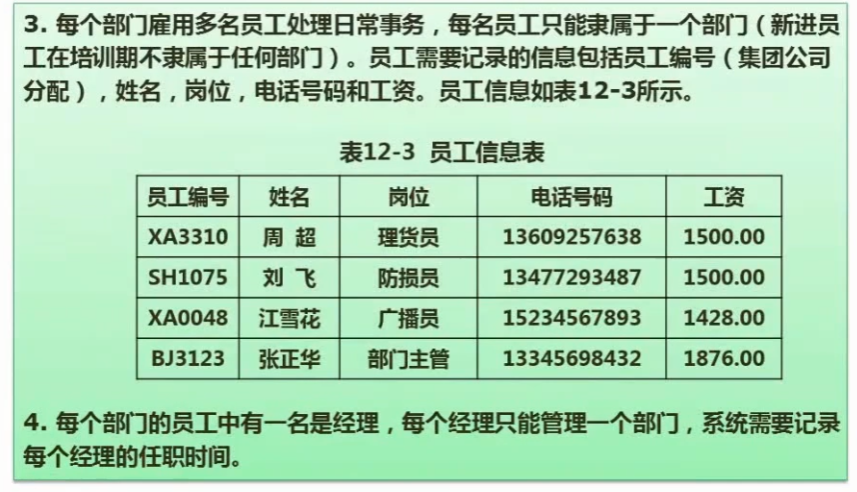 3. 每个部门雇用多名员工处理日常事务，每名员工只能隶属于一个部门（新进员
工在培训期不隶属于任何部门）。员工需要记录的信息包括员工编号（集团公司
分配），姓名，岗位，电话号码和工资。员工信息如表12-3所示。
表12-3 员工信息表
员工编号 姓名 岗位 电话号码 工资
XA3310 周 超 理货员 13609257638 1500.00
SH1075 刘 飞 防损员 13477293487 1500.00
XA0048 江雪花 广播员 15234567893 1428.00
BJ3123 张正华 部门主管 13345698432 1876.00
4. 每个部门的员工中有一名是经理，每个经理只能管理一个部门，系统需要记录
每个经理的任职时间。